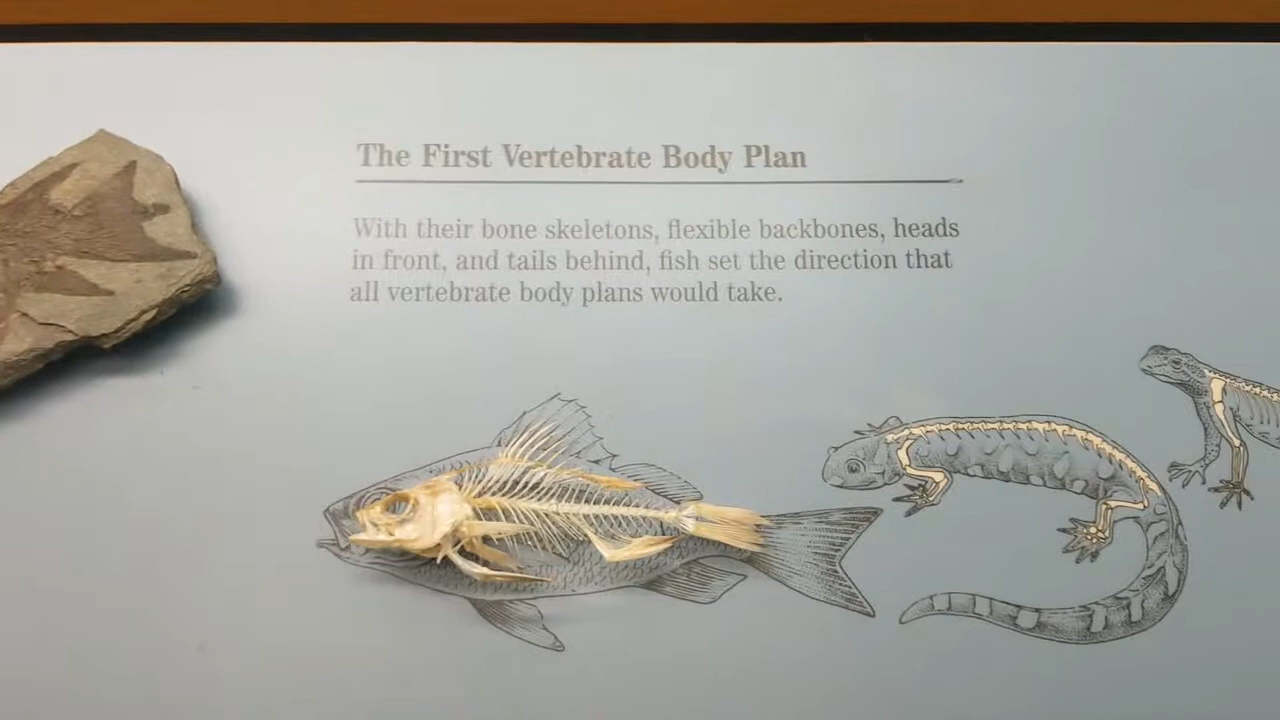 The First Vertebrate Body Plan
With their bone skeletons, flexible backbones, heads
in front, and tails behind, fish set the direction that
all vertebrate body plans would take.